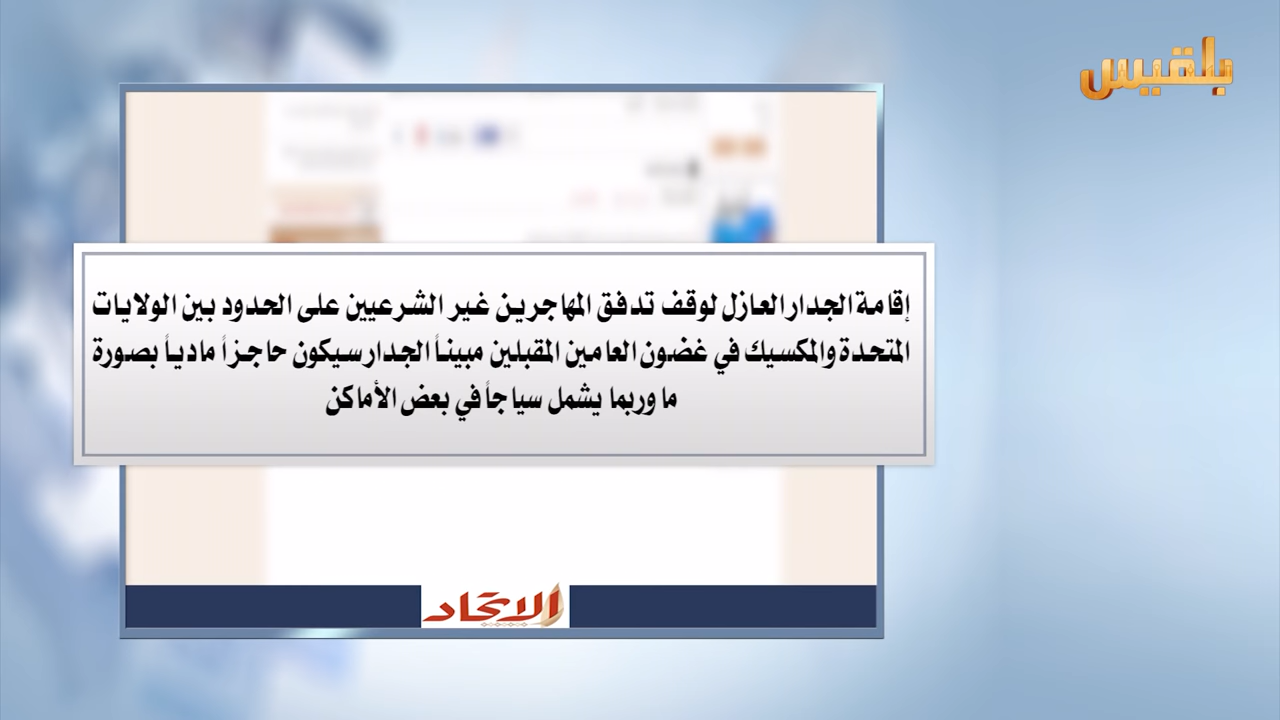 بلقيس
إقامة الجدار العازل لوقف تدفق المهاجرين غير الشرعيين على الحدود بين الولايات
المتحدة والمكسيك في غضون العامين المقبلين مبيناً الجدار سيكون حاجزاً مادياً بصورة
ما وربما يشمل سياجاً في بعض الأماكن
الاتحاد